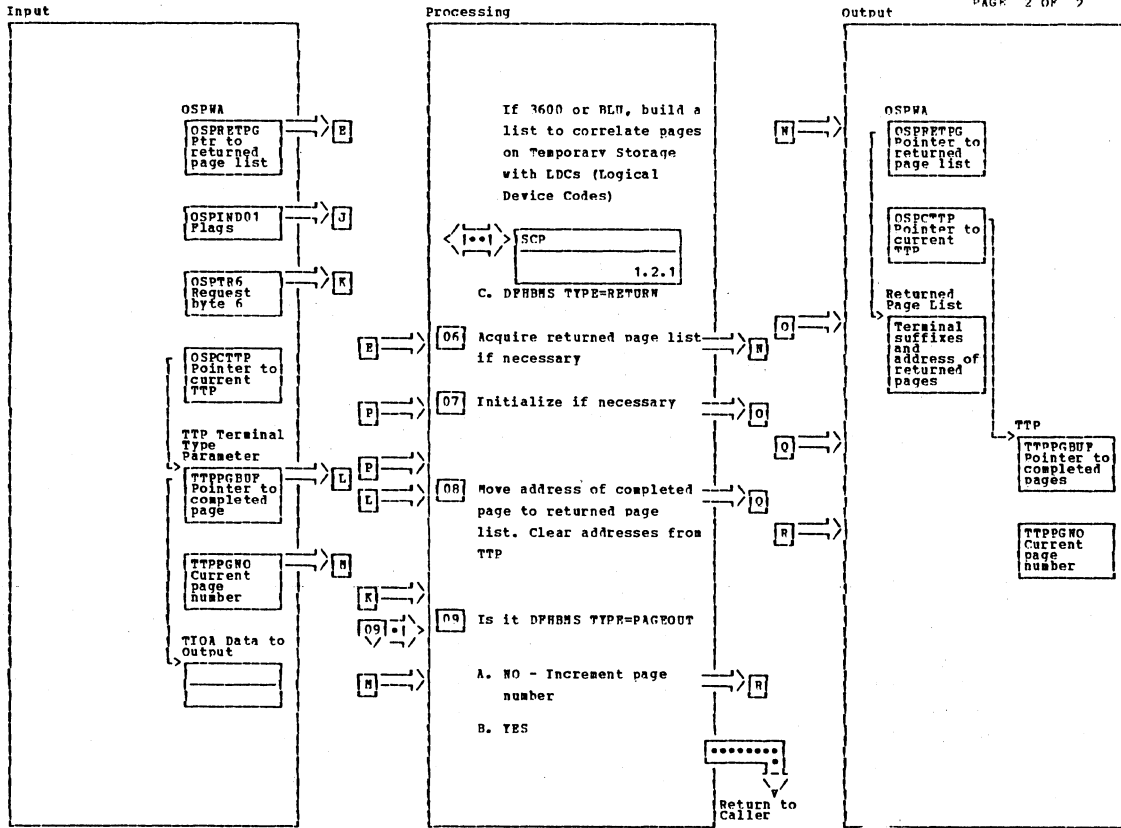 PAGE 2 OF 2
Input
Processing
Output
OSPWA
OSPRETPG
Ptr to
returned
page list
E
OSPIND01
Flags
J
OSPTR6
Request
byte 6
K
OSPCTTP
Pointer to
current
TTP
TTP Terminal
Type
Parameter
TTPPGBUF
Pointer to
completed
page
L
TTPPGNO
Current
page
number
M
TIOA Data to
Output
If 3600 or BLU, build a
list to correlate pages
on Temporary Storage
with LDCs (Logical
Device Codes)
SCP
1.2.1
C. DFHBMS TYPE=RETURN
E
06 Acquire returned page list
if necessary
N
P
07 Initialize if necessary
O
P
L
08 Move address of completed
page to returned page
list. Clear addresses from
TTP
Q
K
09
09 Is it DFHBMS TYPE=PAGEOUT
M
A. NO - Increment page
number
R
B. YES
Return to
Caller
N
O
Q
R
OSPWA
OSPRETPG
Pointer to
returned
page list
OSPCTTP
Pointer to
current
TTP
Returned
Page List
Terminal
suffixes
and
address of
returned
pages
TTP
TTPPGBUF
Pointer to
completed
pages
TTPPGNO
Current
page
number